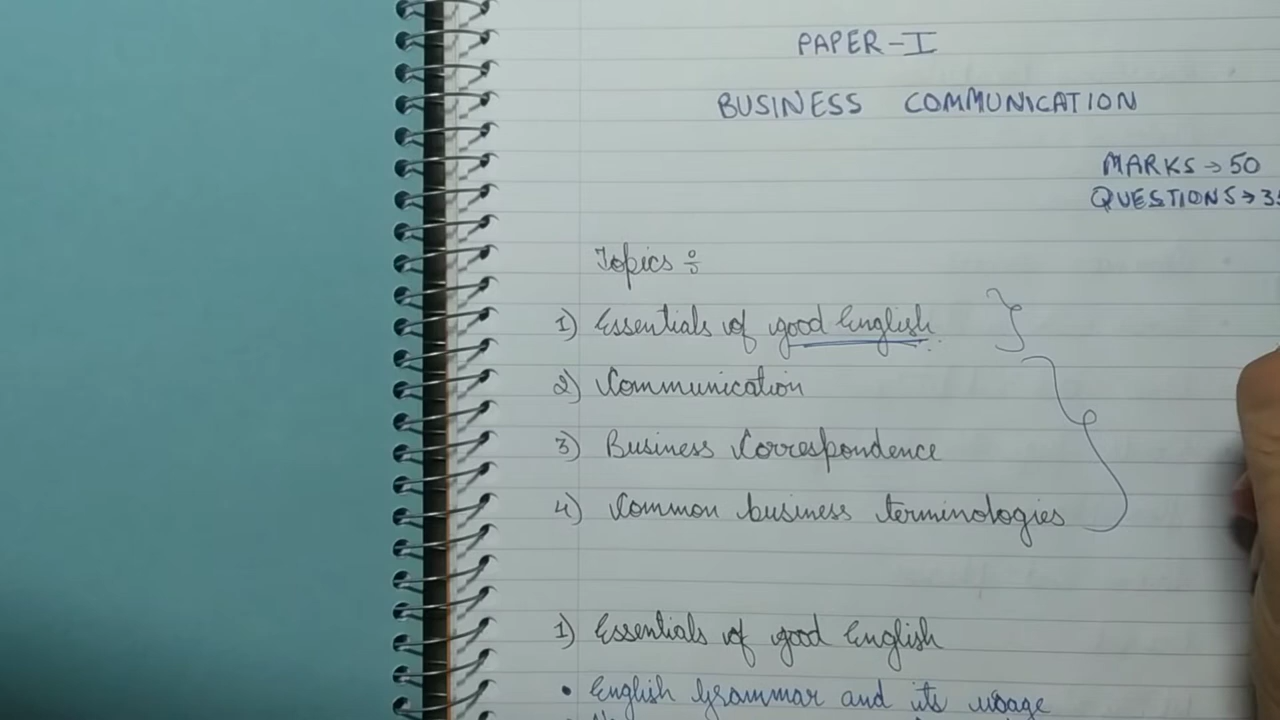 PAPER-I
BUSINESS COMMUNICATION
MARKS → 50
QUESTIONS →
Topics ÷
1) Essentials of good English
2) Communication
3) Business Correspondence
4) Common business terminologies
1) Essentials of good English
• English Grammar and its usage